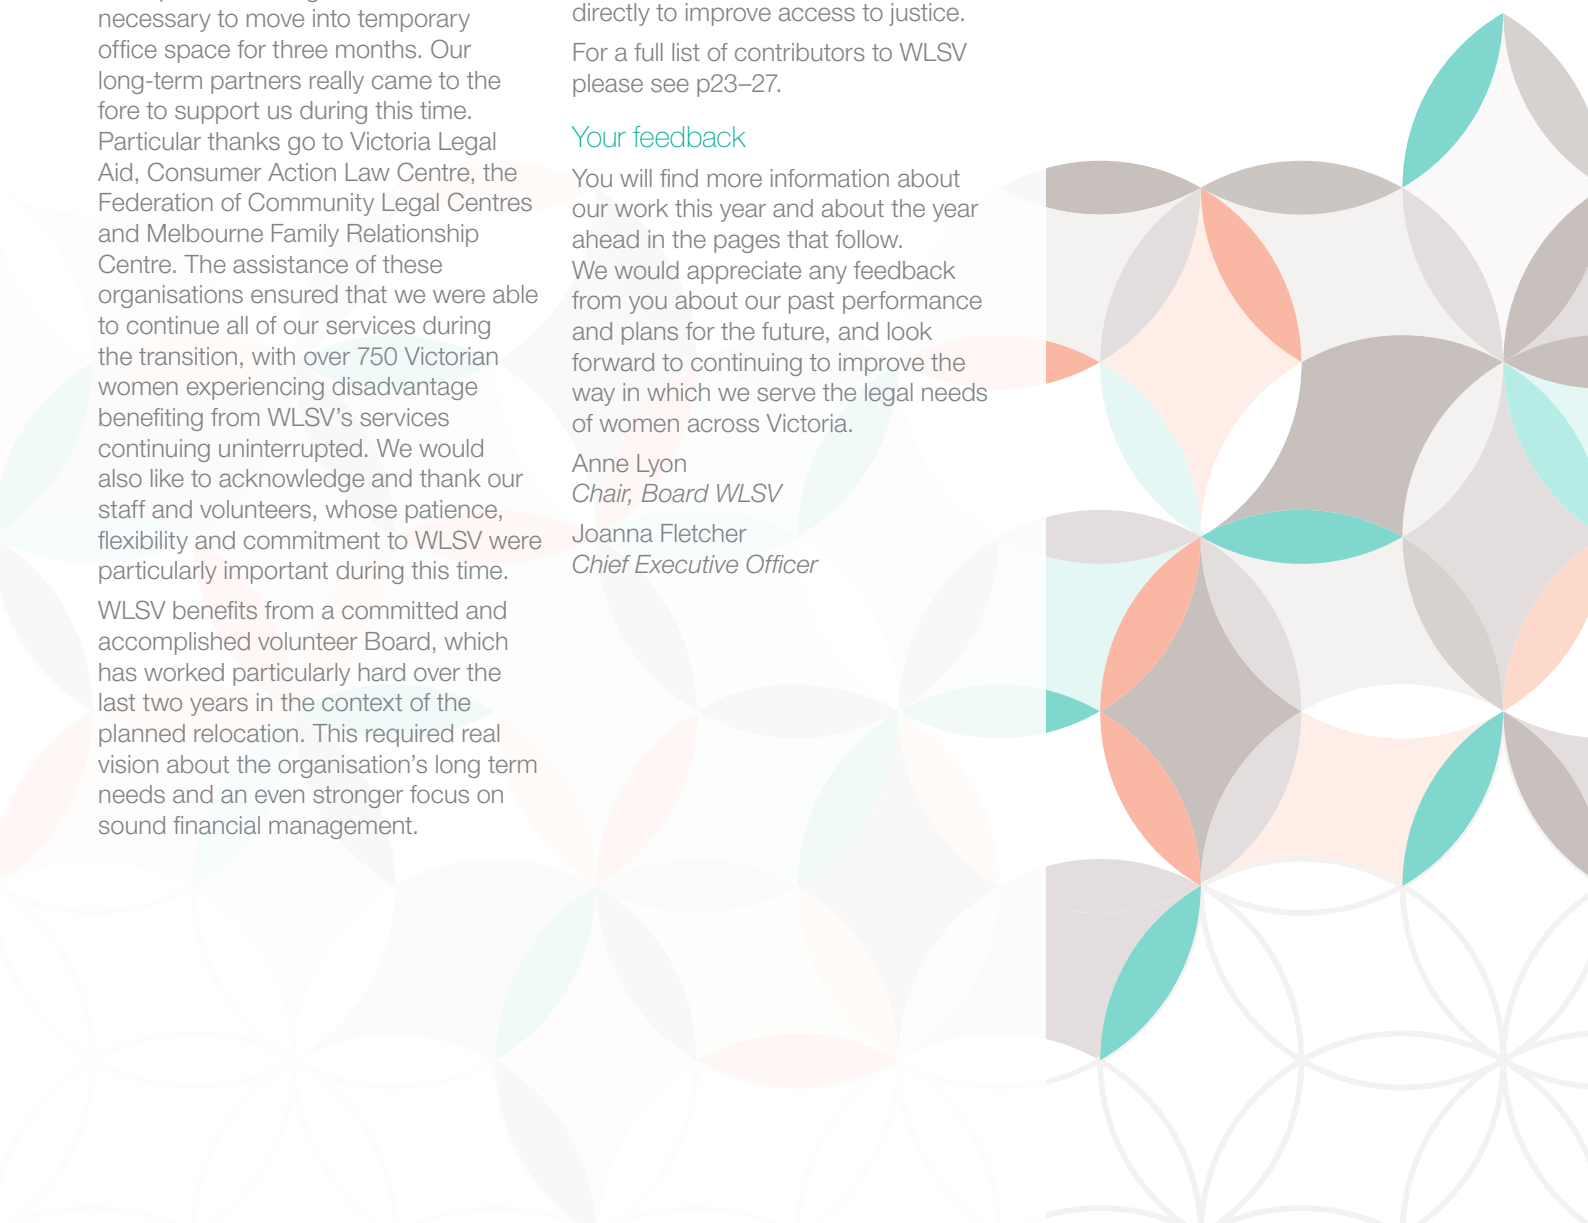 necessary to move into temporary
office space for three months. Our
long-term partners really came to the
fore to support us during this time.
Particular thanks go to Victoria Legal
Aid, Consumer Action Law Centre, the
Federation of Community Legal Centres
and Melbourne Family Relationship
Centre. The assistance of these
organisations ensured that we were able
to continue all of our services during
the transition, with over 750 Victorian
women experiencing disadvantage
benefiting from WLSV’s services
continuing uninterrupted. We would
also like to acknowledge and thank our
staff and volunteers, whose patience,
flexibility and commitment to WLSV were
particularly important during this time.
WLSV benefits from a committed and
accomplished volunteer Board, which
has worked particularly hard over the
last two years in the context of the
planned relocation. This required real
vision about the organisation’s long term
needs and an even stronger focus on
sound financial management.
directly to improve access to justice.
For a full list of contributors to WLSV
please see p23–27.
Your feedback
You will find more information about
our work this year and about the year
ahead in the pages that follow.
We would appreciate any feedback
from you about our past performance
and plans for the future, and look
forward to continuing to improve the
way in which we serve the legal needs
of women across Victoria.
Anne Lyon
Chair, Board WLSV
Joanna Fletcher
Chief Executive Officer